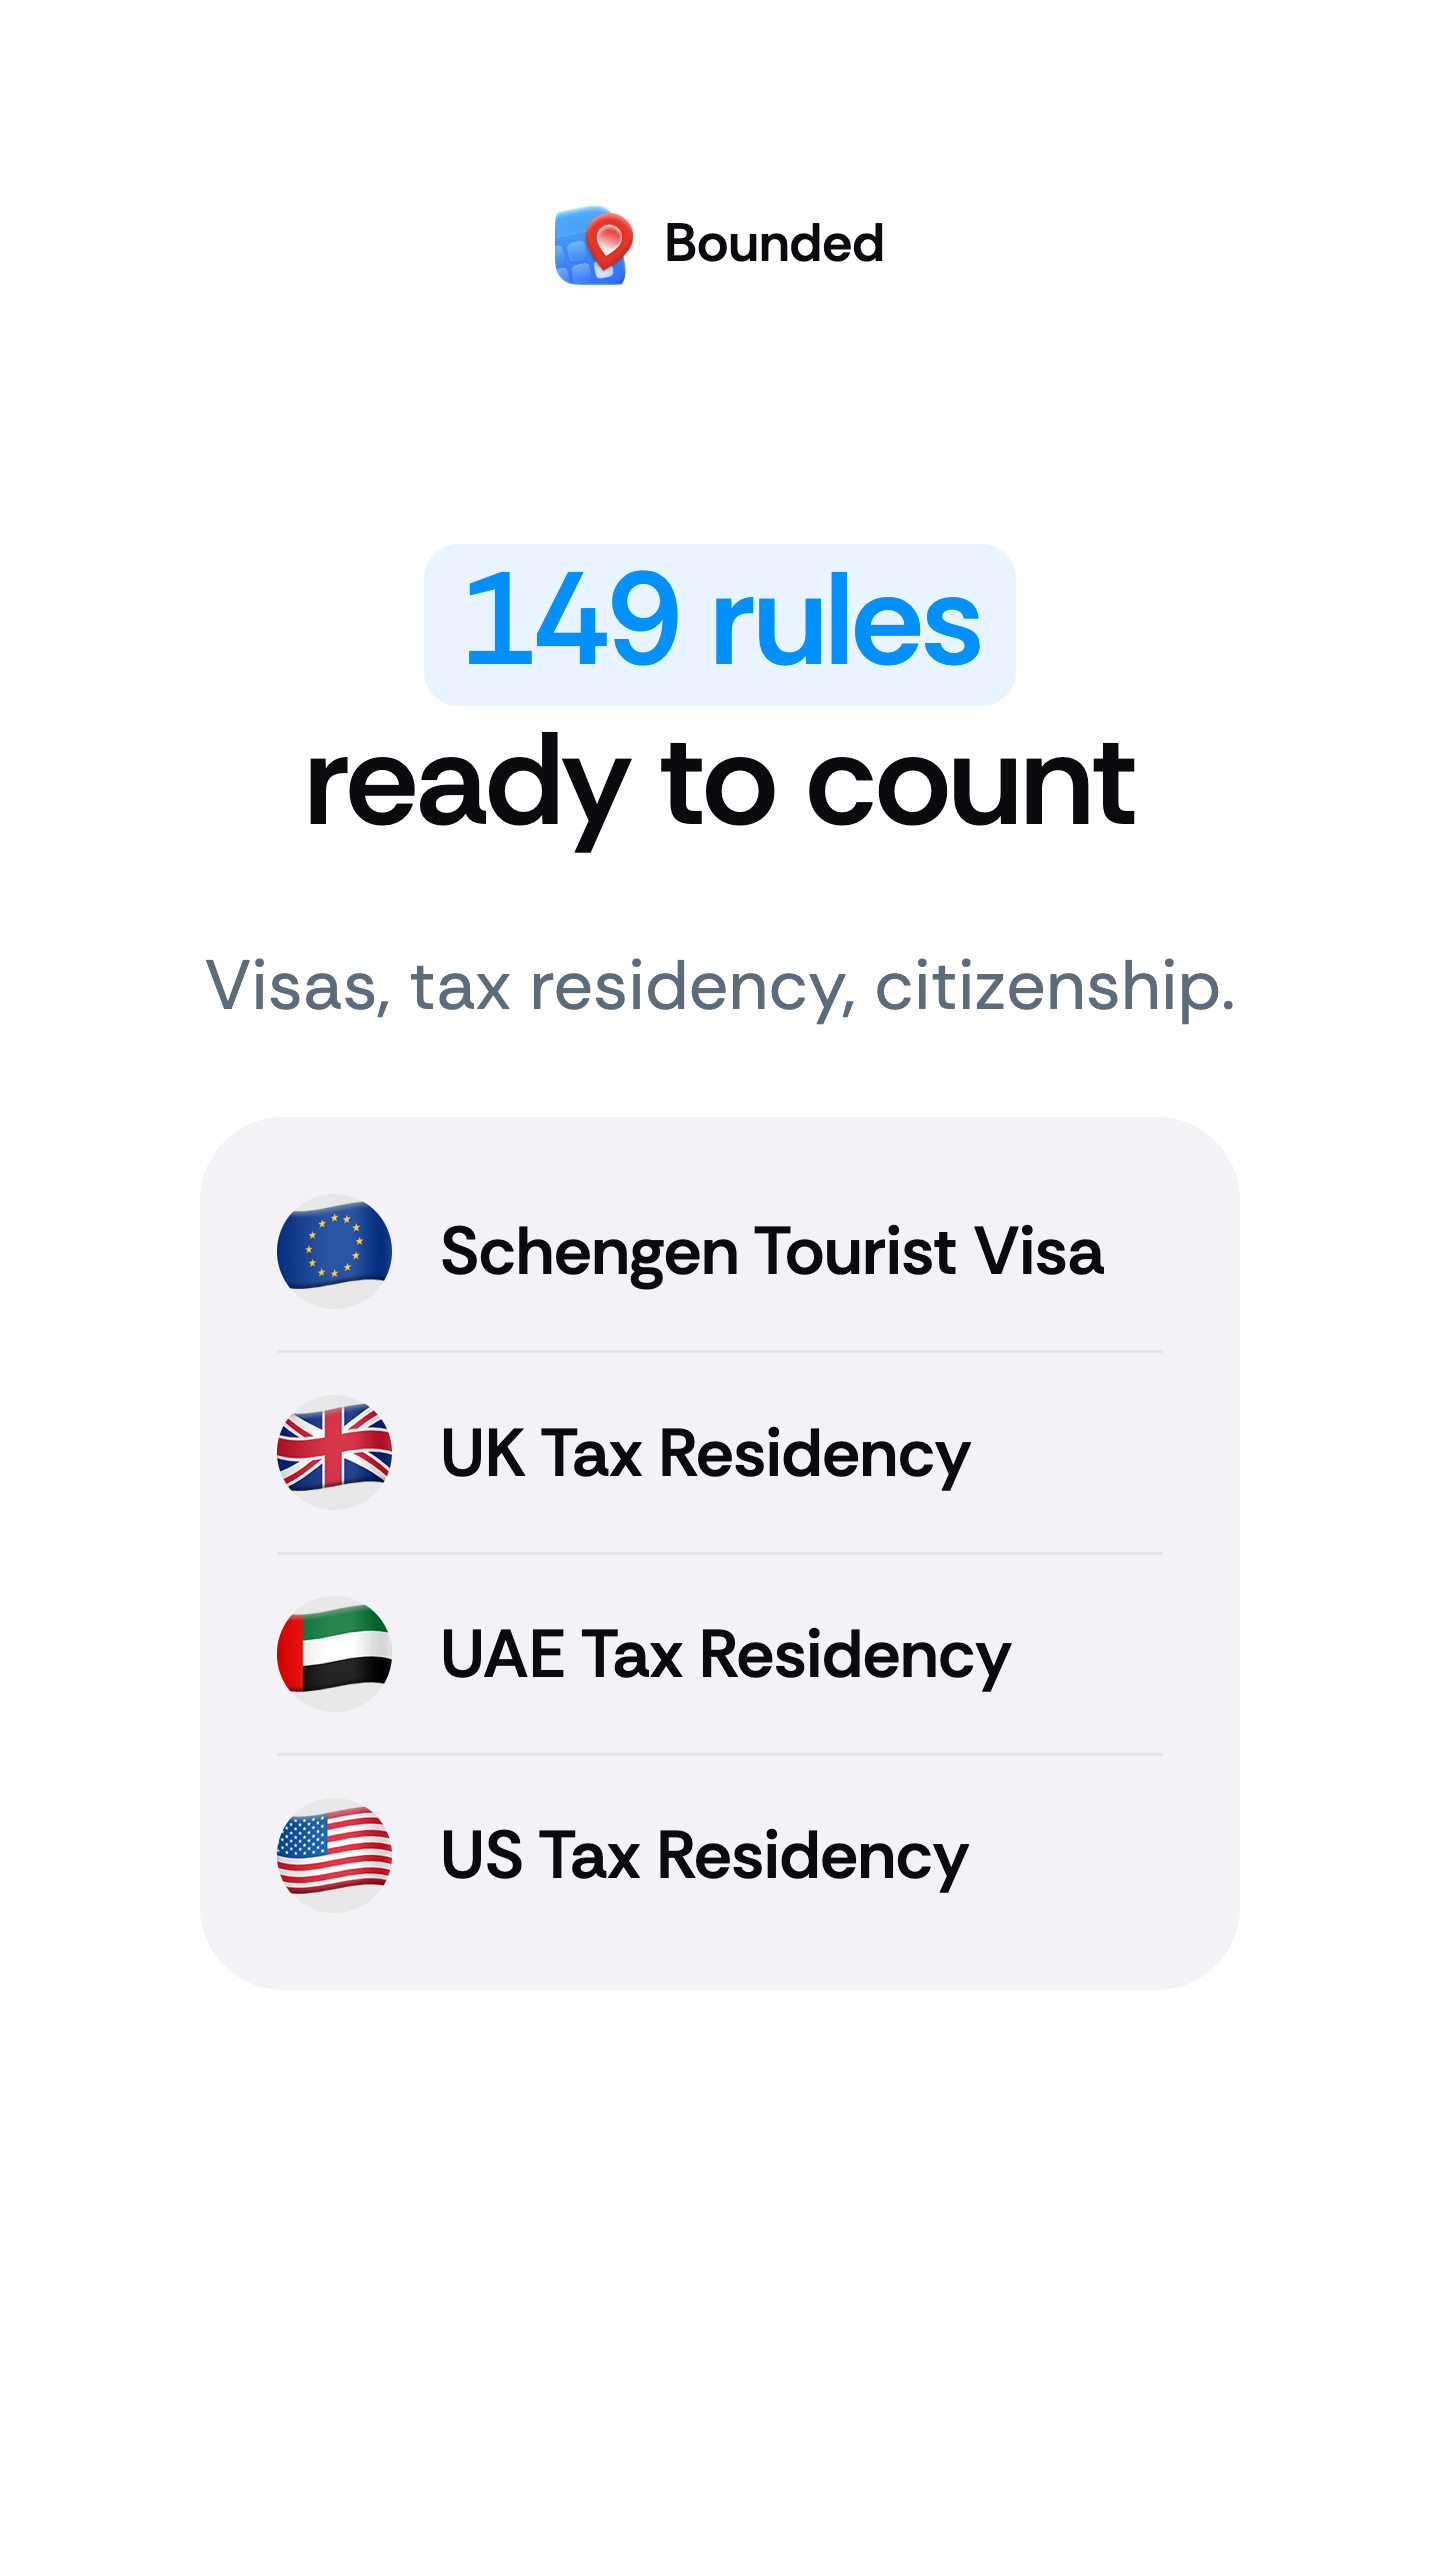 Bounded
149 rules
ready to count
Visas, tax residency, citizenship.
Schengen Tourist Visa
UK Tax Residency
UAE Tax Residency
US Tax Residency